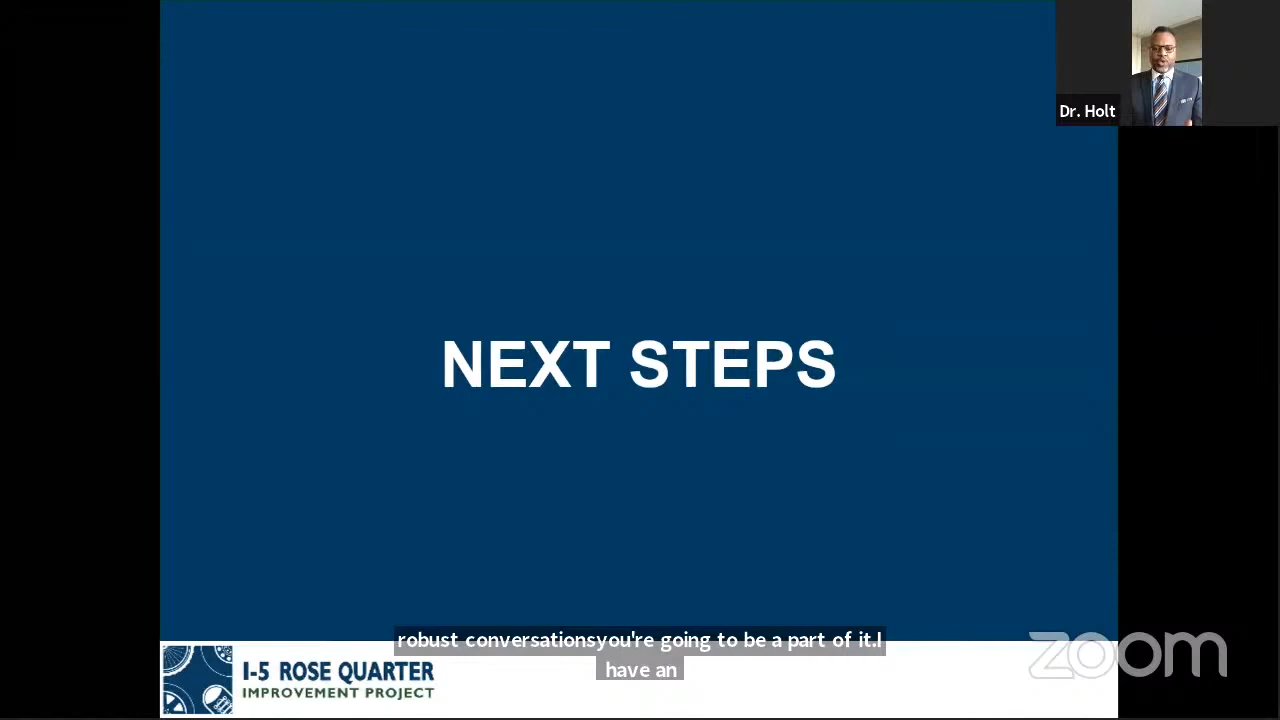 Dr. Holt
NEXT STEPS
robust conversationsyou're going to be a part of it.I
have an
I-5 ROSE QUARTER
IMPROVEMENT PROJECT
zoom